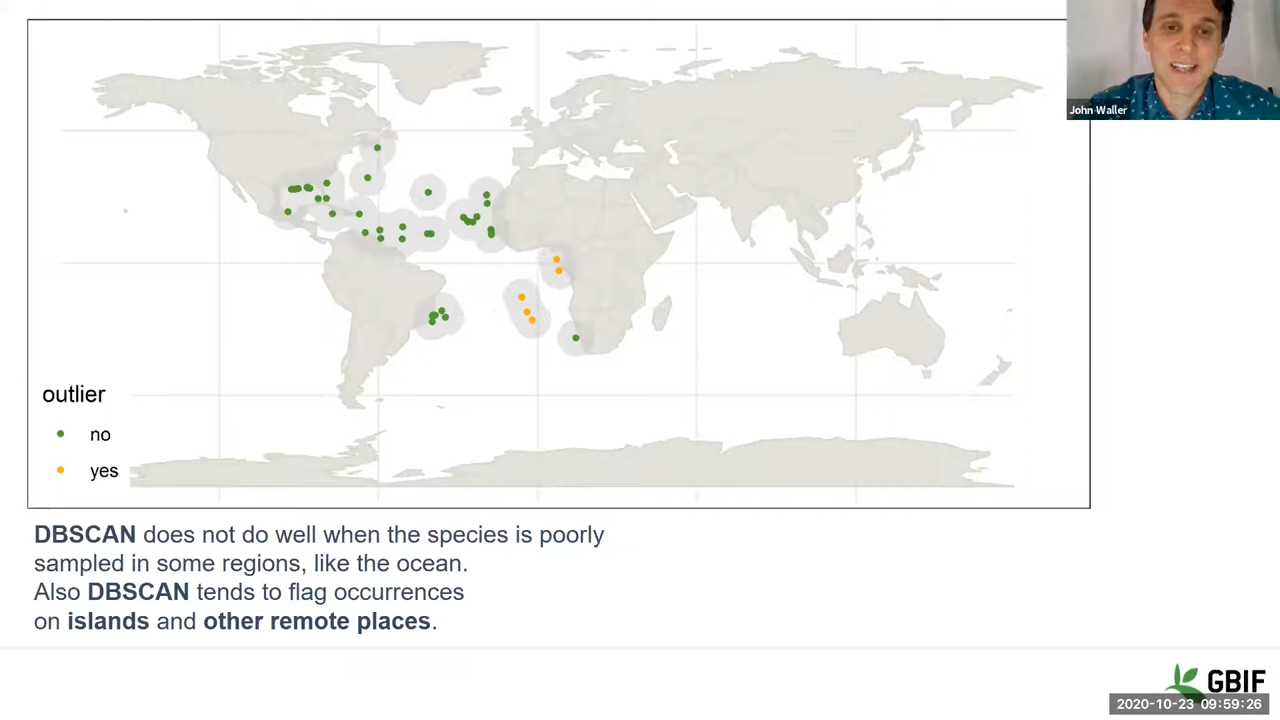 John Waller
outlier
no
yes
DBSCAN does not do well when the species is poorly
sampled in some regions, like the ocean.
Also DBSCAN tends to flag occurrences
on islands and other remote places.
GBIF
2020-10-23 09:59:26